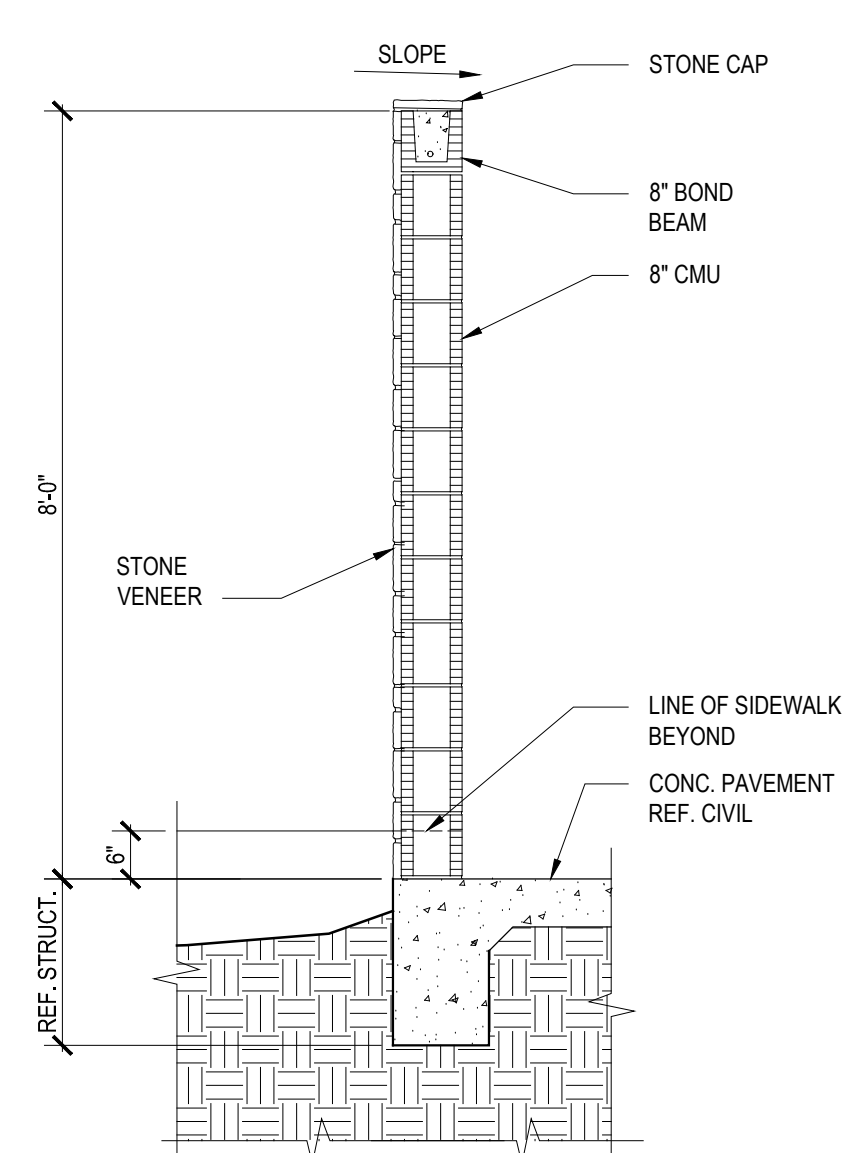 SLOPE
STONE CAP
8" BOND
BEAM
8" CMU
8'-0"
STONE
VENEER
LINE OF SIDEWALK
BEYOND
CONC. PAVEMENT
REF. CIVIL
6"
REF. STRUCT.